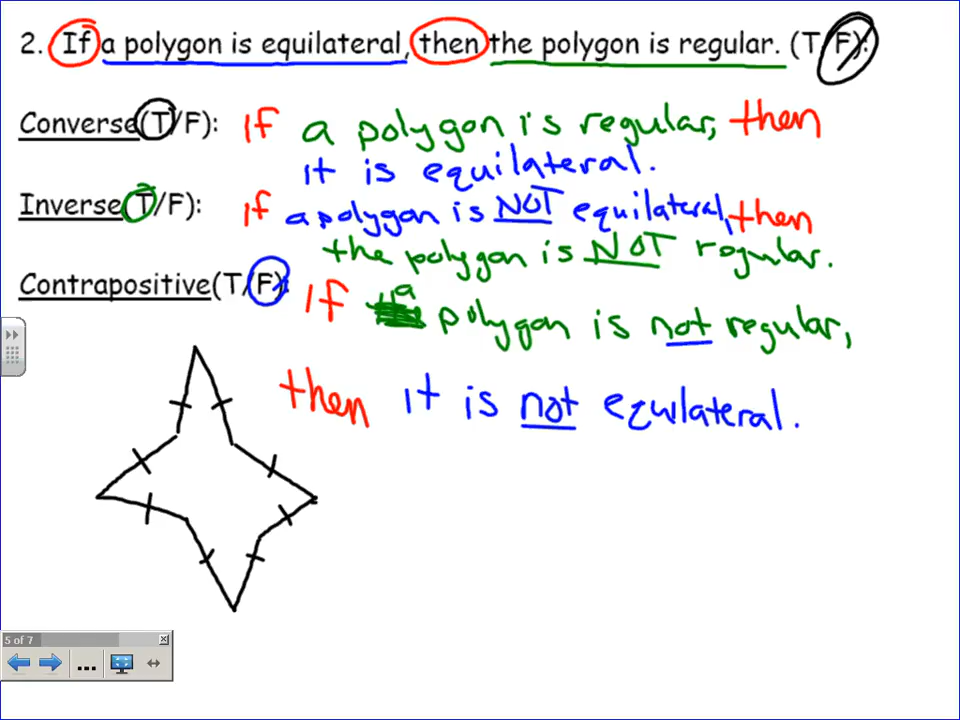 2. If a polygon is equilateral, then the polygon is regular. (T/F):
Converse(T/F): If a polygon is regular, then
it is equilateral.
Inverse(T/F): If a polygon is NOT equilateral, then
the polygon is NOT regular.
Contrapositive(T/F): If a polygon is not regular,
then it is not equilateral.
5 of 7